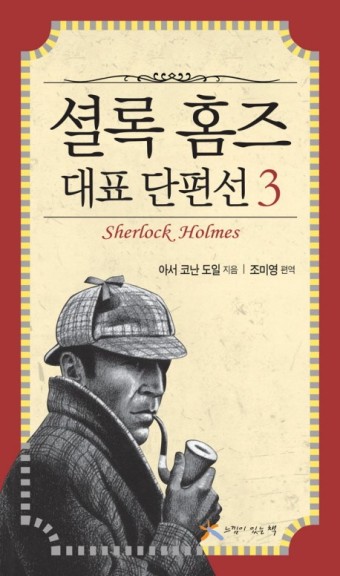 셜록 홈즈
대표 단편선 3
Sherlock Holmes
아서 코난 도일 지음 | 조미영 편역
느낌이 있는 책